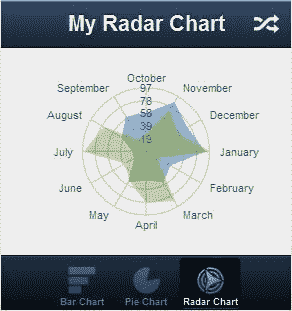 My Radar Chart
October
September
November
August
December
July
January
June
February
May
March
April
97
78
58
39
19
Bar Chart
Pie Chart
Radar Chart